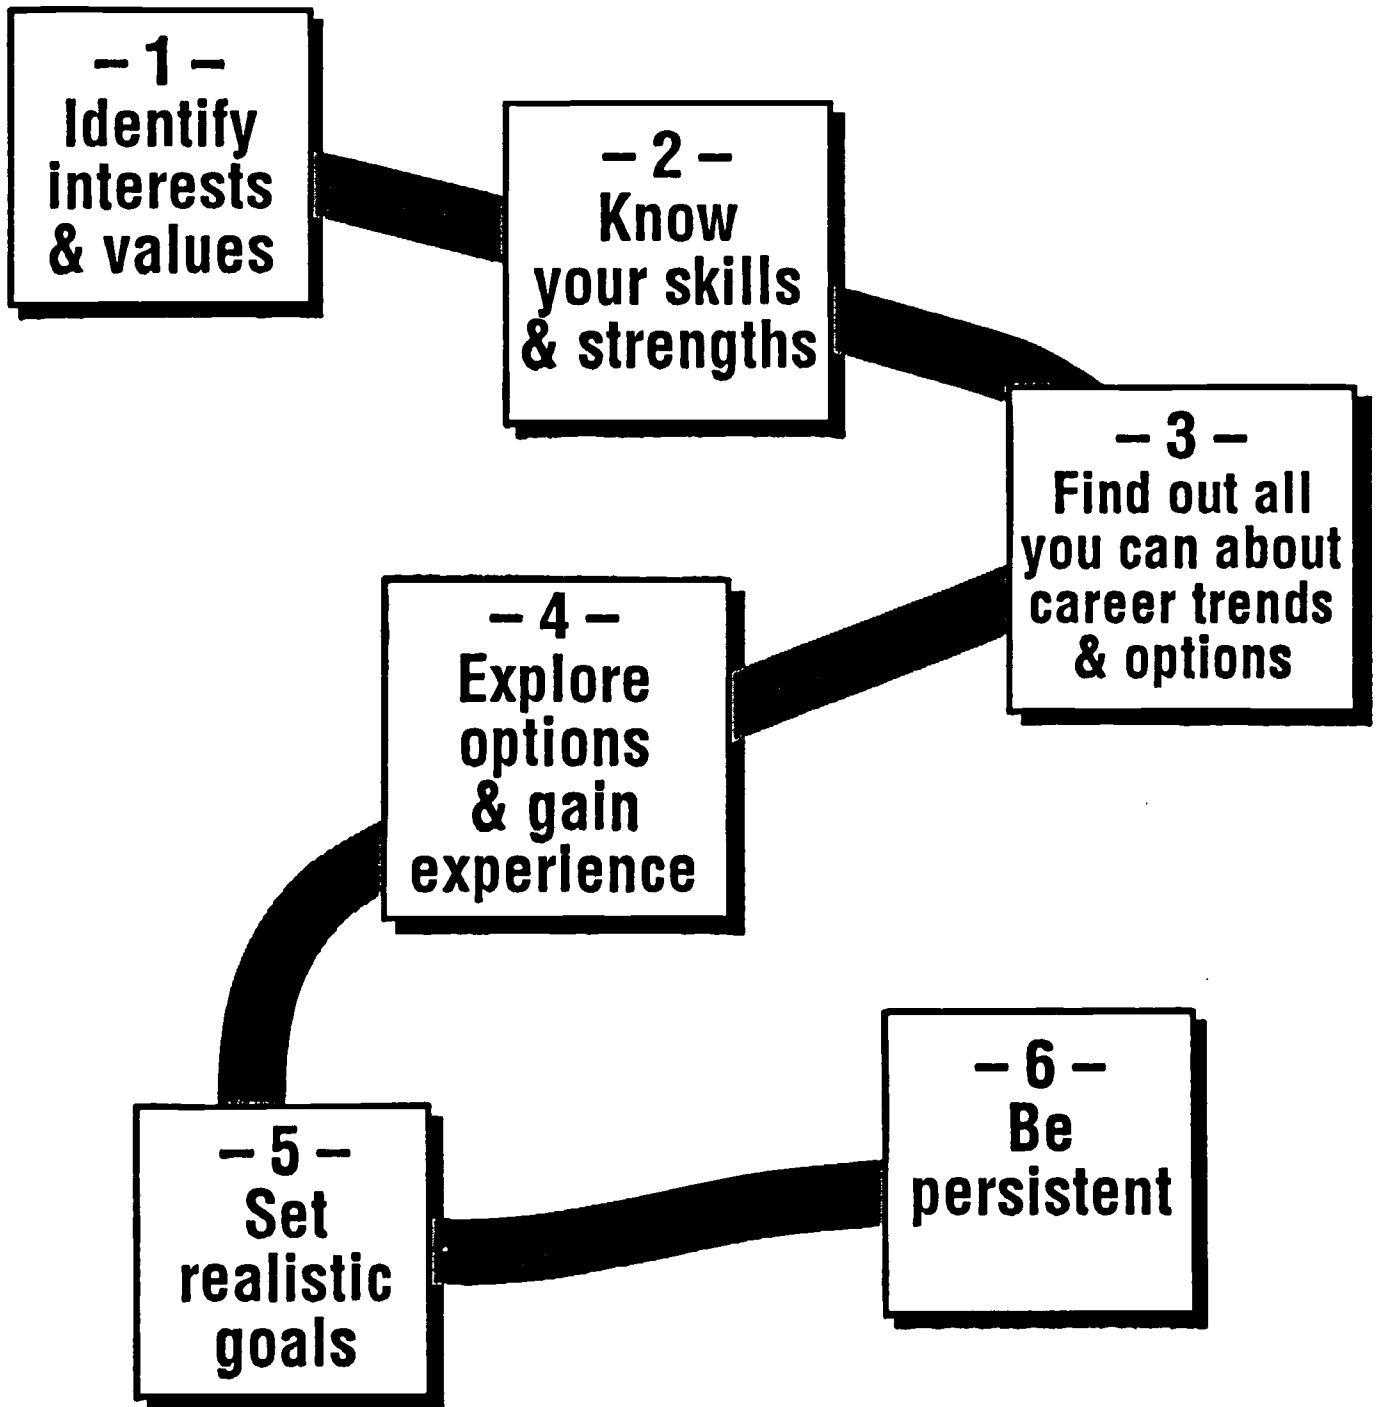 – 1 –
Identify
interests
& values
– 2 –
Know
your skills
& strengths
– 3 –
Find out all
you can about
career trends
& options
– 4 –
Explore
options
& gain
experience
– 5 –
Set
realistic
goals
– 6 –
Be
persistent